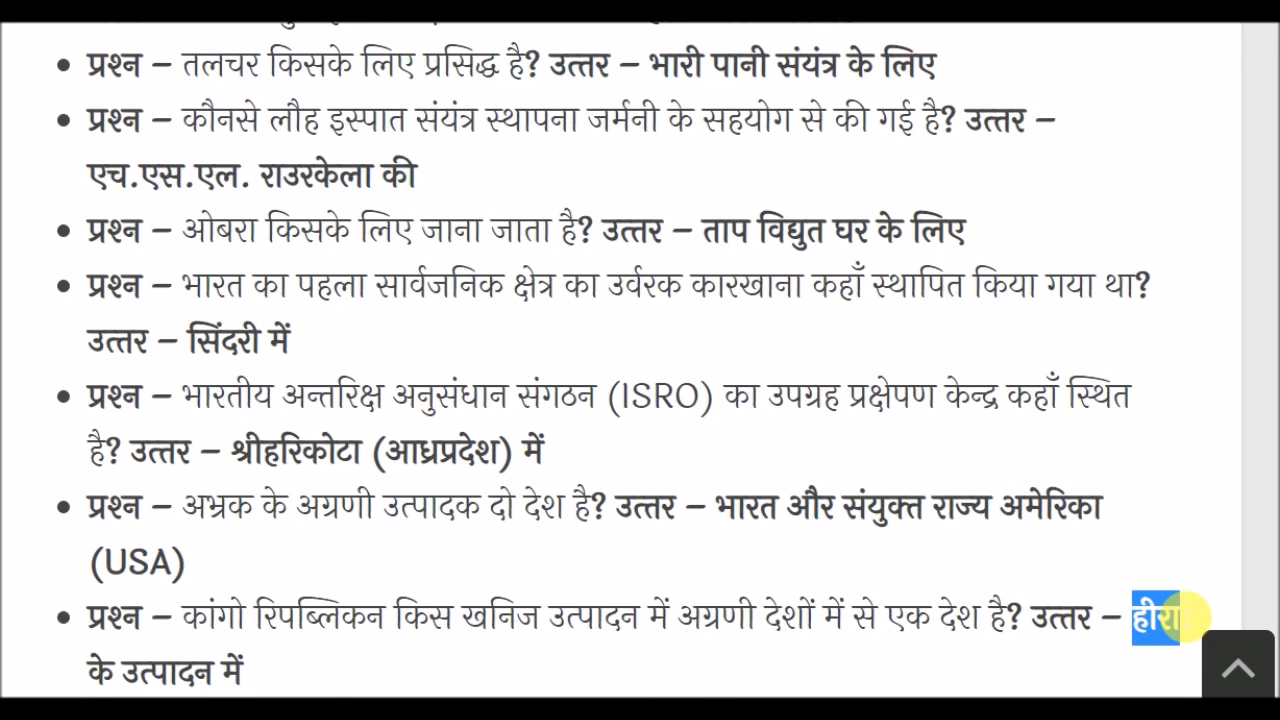 प्रश्न – तलचर किसके लिए प्रसिद्ध है? उत्तर – भारी पानी संयंत्र के लिए
प्रश्न – कौनसे लौह इस्पात संयंत्र स्थापना जर्मनी के सहयोग से की गई है? उत्तर –
एच.एस.एल. राउरकेला की
प्रश्न – ओबरा किसके लिए जाना जाता है? उत्तर – ताप विद्युत घर के लिए
प्रश्न – भारत का पहला सार्वजनिक क्षेत्र का उर्वरक कारखाना कहाँ स्थापित किया गया था?
उत्तर – सिंदरी में
प्रश्न – भारतीय अन्तरिक्ष अनुसंधान संगठन (ISRO) का उपग्रह प्रक्षेपण केन्द्र कहाँ स्थित
है? उत्तर – श्रीहरिकोटा (आध्रप्रदेश) में
प्रश्न – अभ्रक के अग्रणी उत्पादक दो देश है? उत्तर – भारत और संयुक्त राज्य अमेरिका
(USA)
प्रश्न – कांगो रिपब्लिकन किस खनिज उत्पादन में अग्रणी देशों में से एक देश है? उत्तर – हीरा
के उत्पादन में